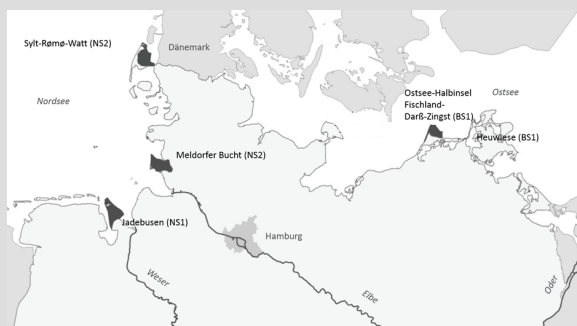 Sylt-Rømø-Watt (NS2)
Dänemark
Nordsee
Ostsee-Halbinsel
Fischland-
Darß-Zingst (BS1)
Ostsee
Heuwiese (BS1)
Meldorfer Bucht (NS2)
Jadebusen (NS1)
Hamburg
Weser
Elbe
Oder